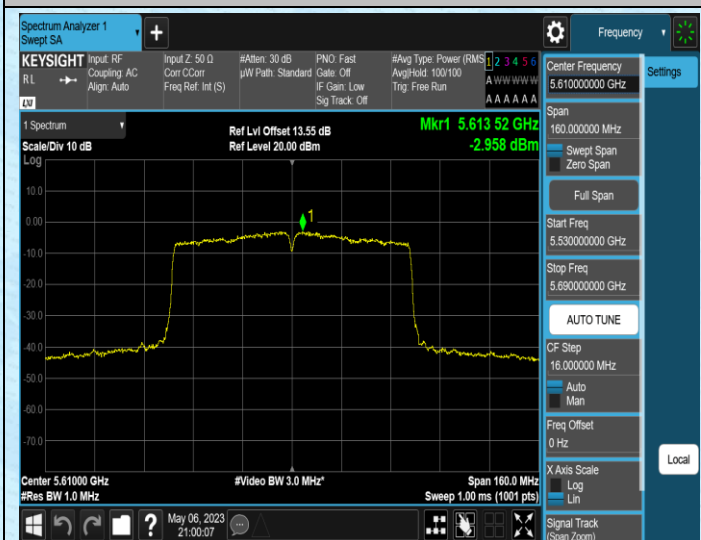 Spectrum Analyzer 1
Swept SA
+
Frequency
KEYSIGHT
RL
LXI
Input: RF
Coupling: AC
Align: Auto
Input Z: 50 Ω
Corr CCorr
Freq Ref: Int (S)
#Atten: 30 dB
µW Path: Standard
PNO: Fast
Gate: Off
IF Gain: Low
Sig Track: Off
#Avg Type: Power (RMS
Avg|Hold: 100/100
Trig: Free Run
1 2 3 4 5 6
A W W W W W
A A A A A A
1 Spectrum
Scale/Div 10 dB
Log
Ref Lvl Offset 13.55 dB
Ref Level 20.00 dBm
Mkr1 5.613 52 GHz
-2.958 dBm
10.0
0.00
-10.0
-20.0
-30.0
-40.0
-50.0
-60.0
-70.0
1
Center 5.61000 GHz
#Res BW 1.0 MHz
#Video BW 3.0 MHz*
Span 160.0 MHz
Sweep 1.00 ms (1001 pts)
?
May 06, 2023
21:00:07
Center Frequency
5.610000000 GHz
Span
160.000000 MHz
Swept Span
Zero Span
Full Span
Start Freq
5.530000000 GHz
Stop Freq
5.690000000 GHz
AUTO TUNE
CF Step
16.000000 MHz
Auto
Man
Freq Offset
0 Hz
X Axis Scale
Log
Lin
Signal Track
(Span Zoom)
Settings
Local